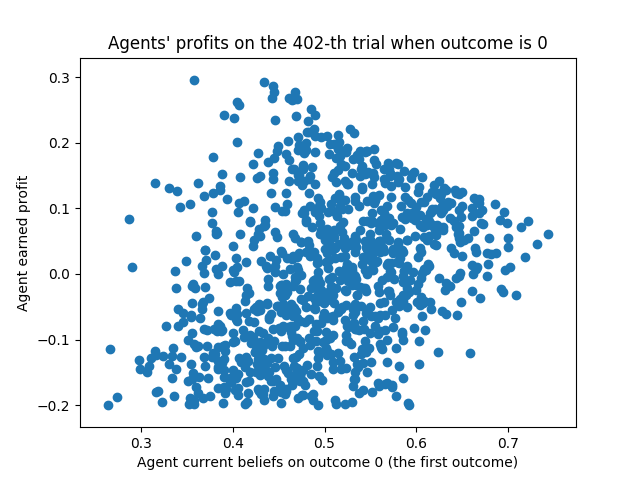 Agents' profits on the 402-th trial when outcome is 0
0.3
0.2
0.1
0.0
−0.1
−0.2
Agent earned profit
0.3 0.4 0.5 0.6 0.7
Agent current beliefs on outcome 0 (the first outcome)